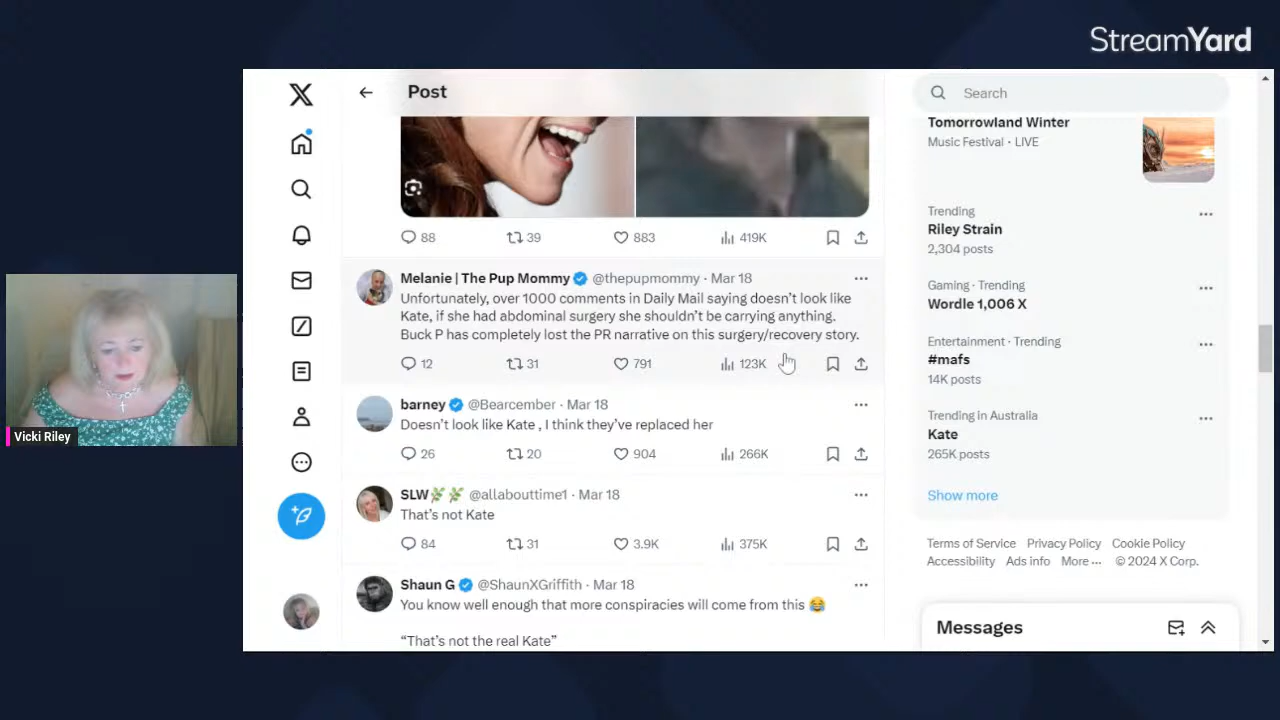 StreamYard
Post
Search
Tomorrowland Winter
Music Festival · LIVE
88 39 883 419K
Trending
Riley Strain
2,304 posts
Melanie | The Pup Mommy @thepupmommy · Mar 18
Unfortunately, over 1000 comments in Daily Mail saying doesn't look like
Kate, if she had abdominal surgery she shouldn't be carrying anything.
Buck P has completely lost the PR narrative on this surgery/recovery story.
12 31 791 123K
Gaming · Trending
Wordle 1,006 X
Entertainment · Trending
#mafs
14K posts
barney @Bearcember · Mar 18
Doesn't look like Kate , I think they've replaced her
26 20 904 266K
Trending in Australia
Kate
265K posts
Vicki Riley
SLW🌿🌿 @allabouttime1 · Mar 18
That's not Kate
84 31 3.9K 375K
Show more
Terms of Service Privacy Policy Cookie Policy
Accessibility Ads info More ··· © 2024 X Corp.
Shaun G @ShaunXGriffith · Mar 18
You know well enough that more conspiracies will come from this 😂
"That's not the real Kate"
Messages